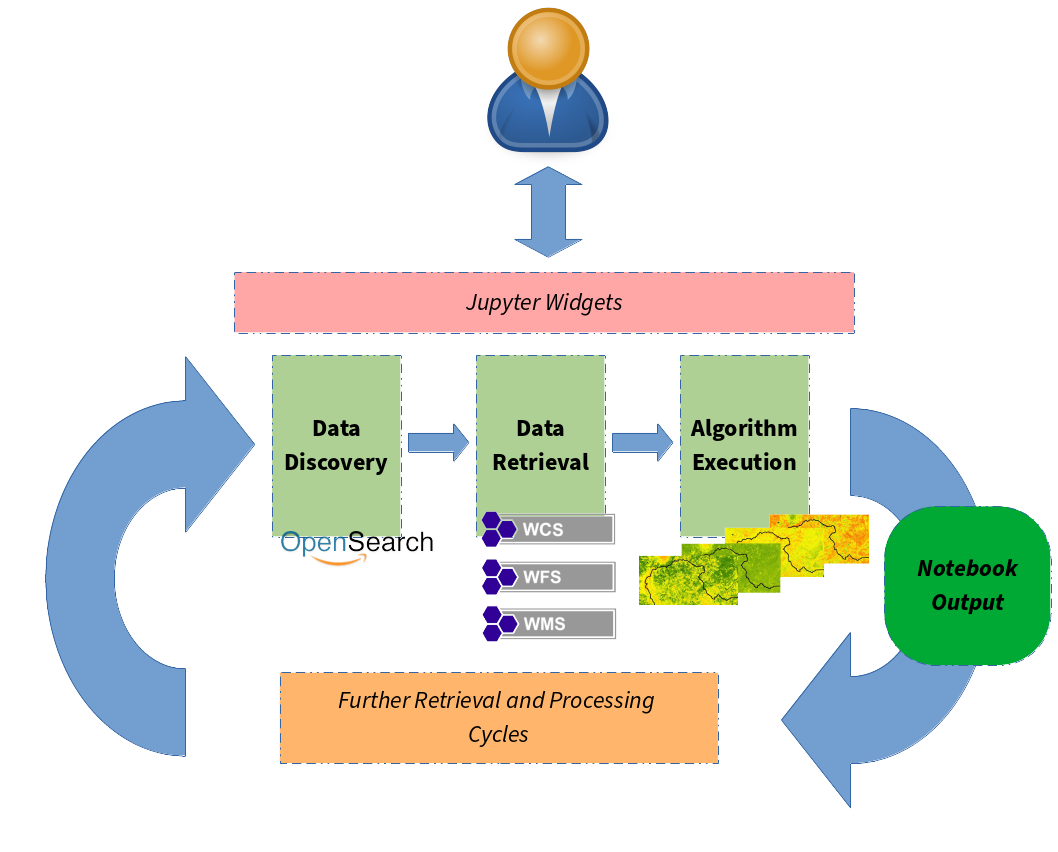 Jupyter Widgets
Data
Discovery
Data
Retrieval
Algorithm
Execution
OpenSearch
WCS
WFS
WMS
Notebook
Output
Further Retrieval and Processing
Cycles